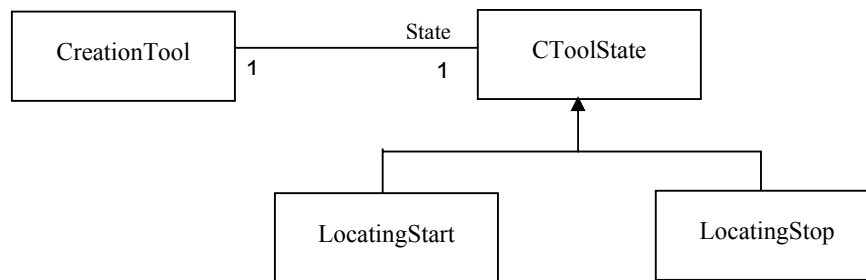 State
CreationTool
CToolState
1
1
LocatingStart
LocatingStop